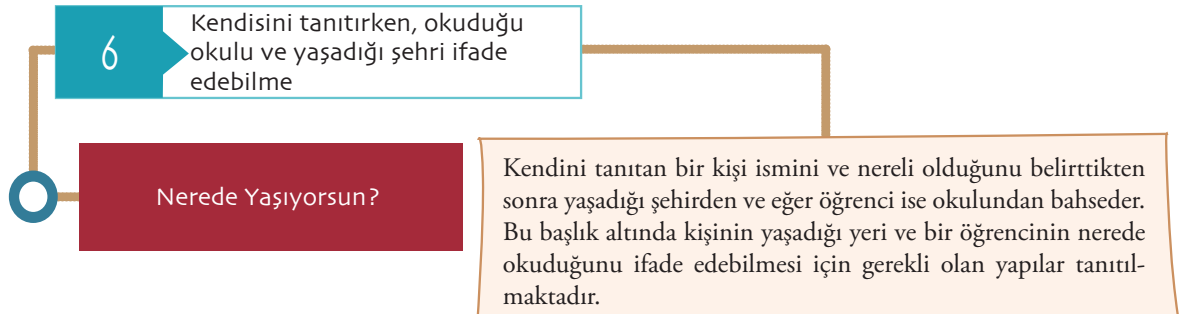 6
Kendisini tanıtırken, okuduğu
okulu ve yaşadığı şehri ifade
edebilme
Nerede Yaşıyorsun?
Kendini tanıtan bir kişi ismini ve nereli olduğunu belirttikten
sonra yaşadığı şehirden ve eğer öğrenci ise okulundan bahseder.
Bu başlık altında kişinin yaşadığı yeri ve bir öğrencinin nerede
okuduğunu ifade edebilmesi için gerekli olan yapılar tanıtıl-
maktadır.